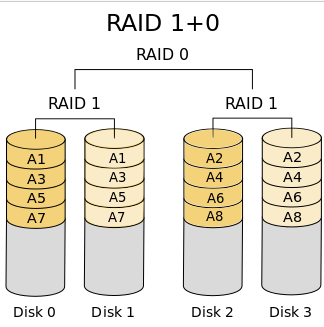 RAID 1+0
RAID 0
RAID 1 RAID 1
A1 A1 A2 A2
A3 A3 A4 A4
A5 A5 A6 A6
A7 A7 A8 A8
Disk 0 Disk 1 Disk 2 Disk 3